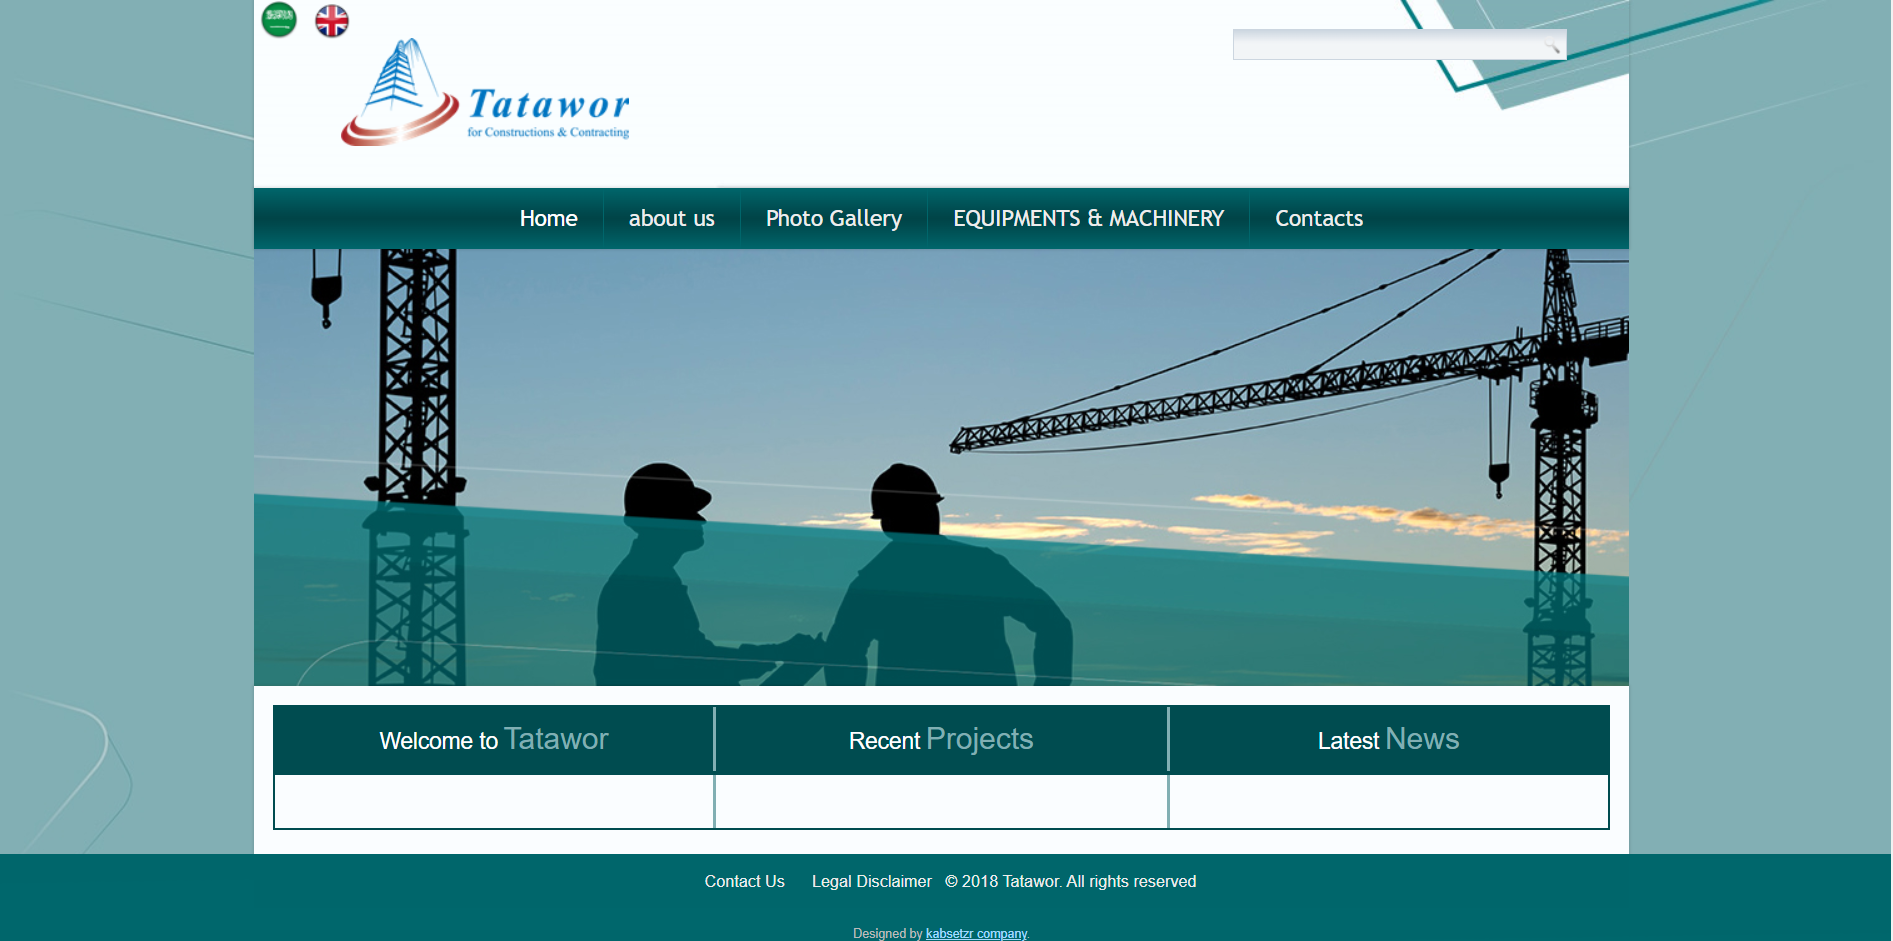 Tatawor
for Constructions & Contracting
Home
about us
Photo Gallery
EQUIPMENTS & MACHINERY
Contacts
Welcome to Tatawor
Recent Projects
Latest News
Contact Us
Legal Disclaimer
© 2018 Tatawor. All rights reserved
Designed by kabsetzr company.